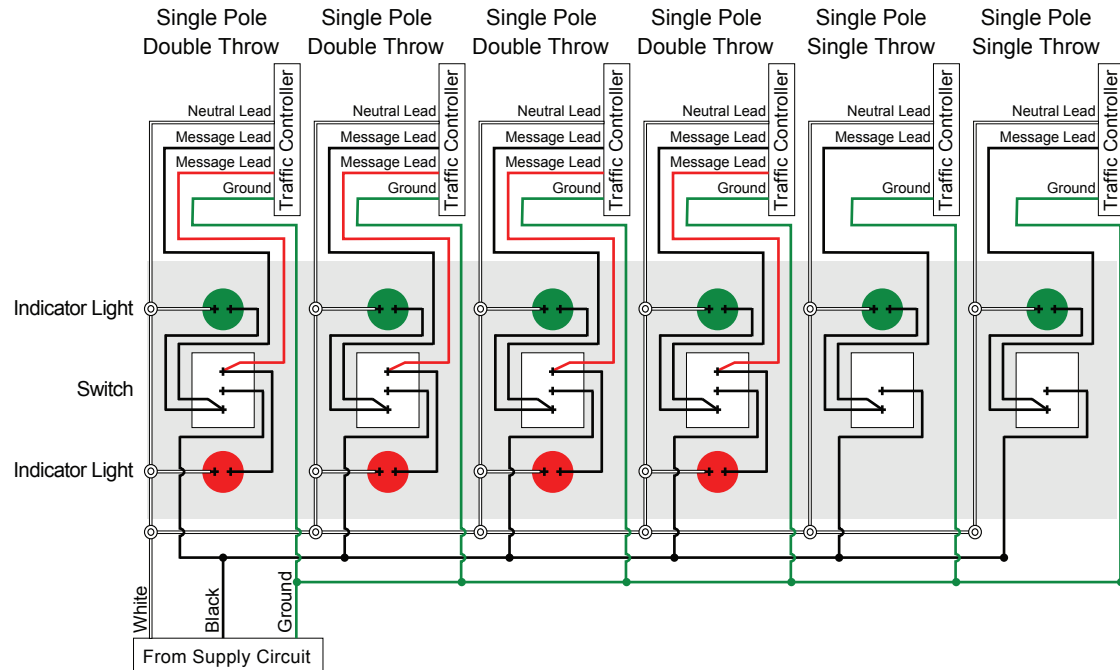 Single Pole
Double Throw
Single Pole
Double Throw
Single Pole
Double Throw
Single Pole
Double Throw
Single Pole
Single Throw
Single Pole
Single Throw
Neutral Lead
Message Lead
Message Lead
Ground
Traffic Controller
Neutral Lead
Message Lead
Message Lead
Ground
Traffic Controller
Neutral Lead
Message Lead
Message Lead
Ground
Traffic Controller
Neutral Lead
Message Lead
Message Lead
Ground
Traffic Controller
Neutral Lead
Message Lead
Ground
Traffic Controller
Neutral Lead
Message Lead
Ground
Traffic Controller
Indicator Light
Switch
Indicator Light
White
Black
Ground
From Supply Circuit